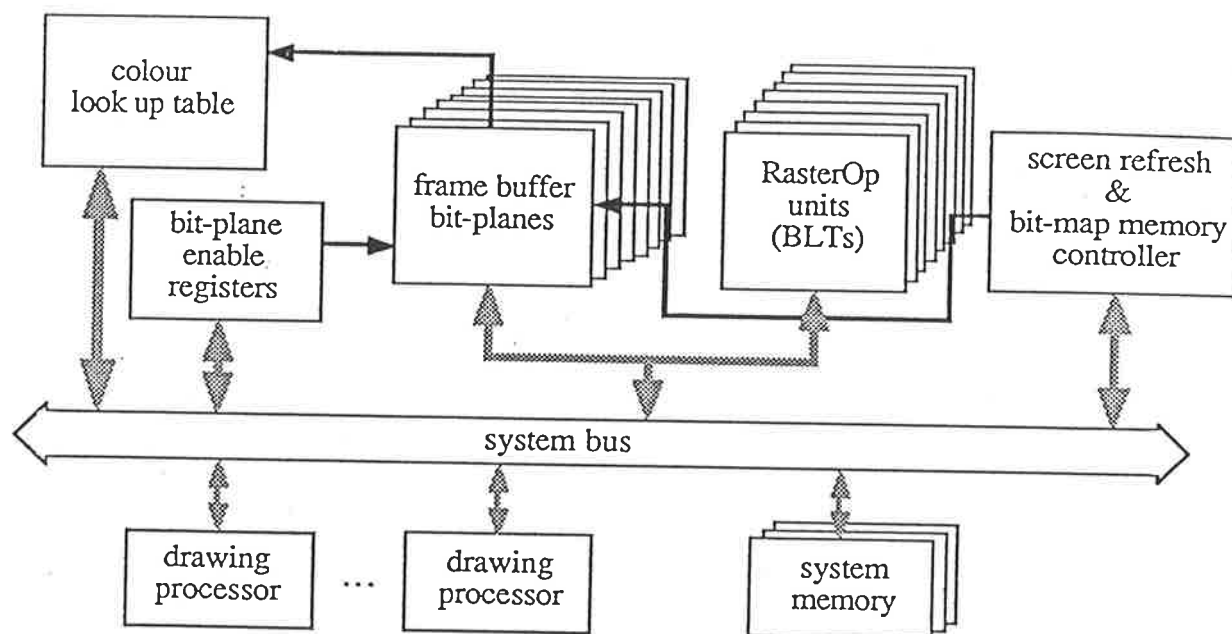 colour
look up table
frame buffer
bit-planes
RasterOp
units
(BLTs)
screen refresh
&
bit-map memory
controller
bit-plane
enable
registers
system bus
drawing
processor
...
drawing
processor
system
memory